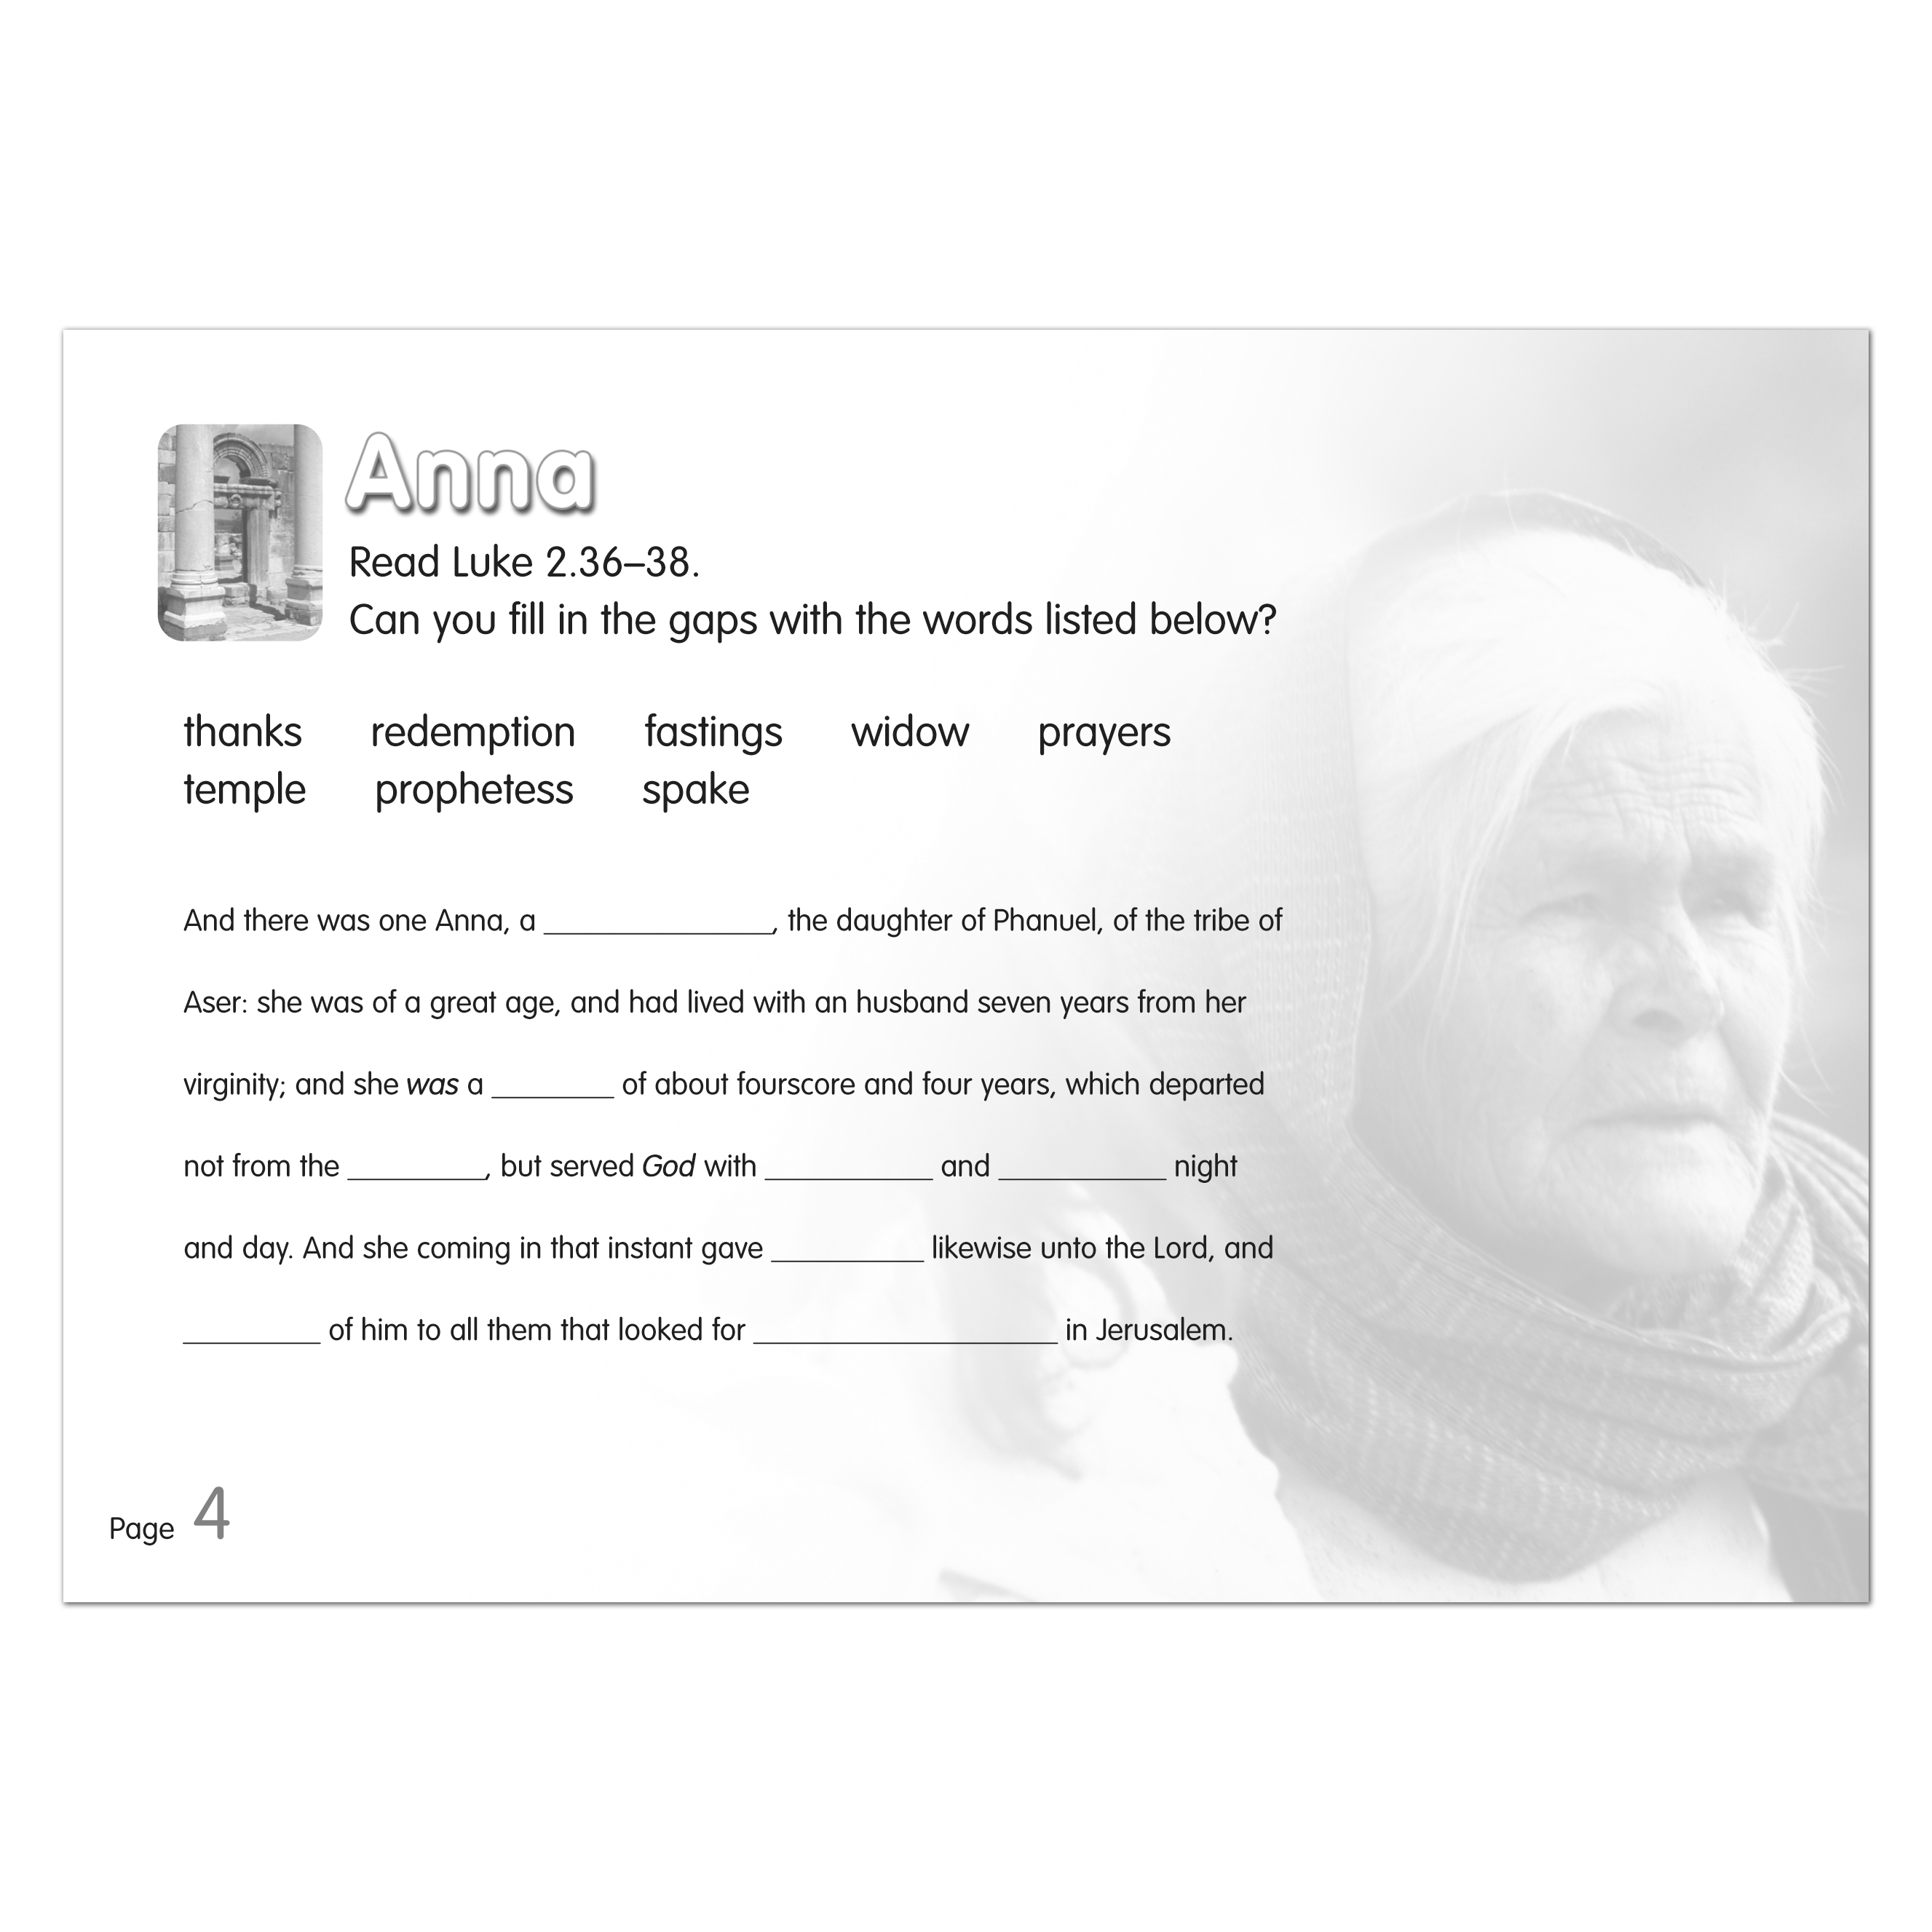 Anna
Read Luke 2.36–38.
Can you fill in the gaps with the words listed below?
thanks redemption fastings widow prayers
temple prophetess spake
And there was one Anna, a _______________, the daughter of Phanuel, of the tribe of
Aser: she was of a great age, and had lived with an husband seven years from her
virginity; and she was a ________ of about fourscore and four years, which departed
not from the _________, but served God with ___________ and ___________ night
and day. And she coming in that instant gave __________ likewise unto the Lord, and
_________ of him to all them that looked for ____________________ in Jerusalem.
Page 4